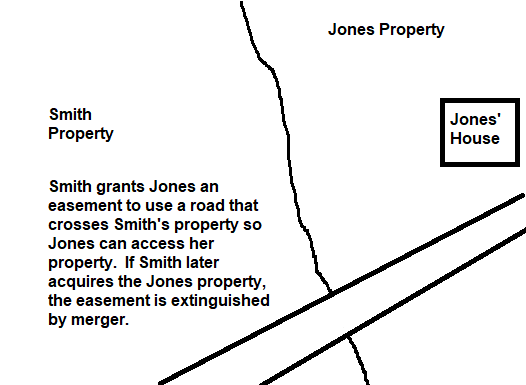 Jones Property
Smith
Property
Jones'
House
Smith grants Jones an
easement to use a road that
crosses Smith's property so
Jones can access her
property.  If Smith later
acquires the Jones property,
the easement is extinguished
by merger.